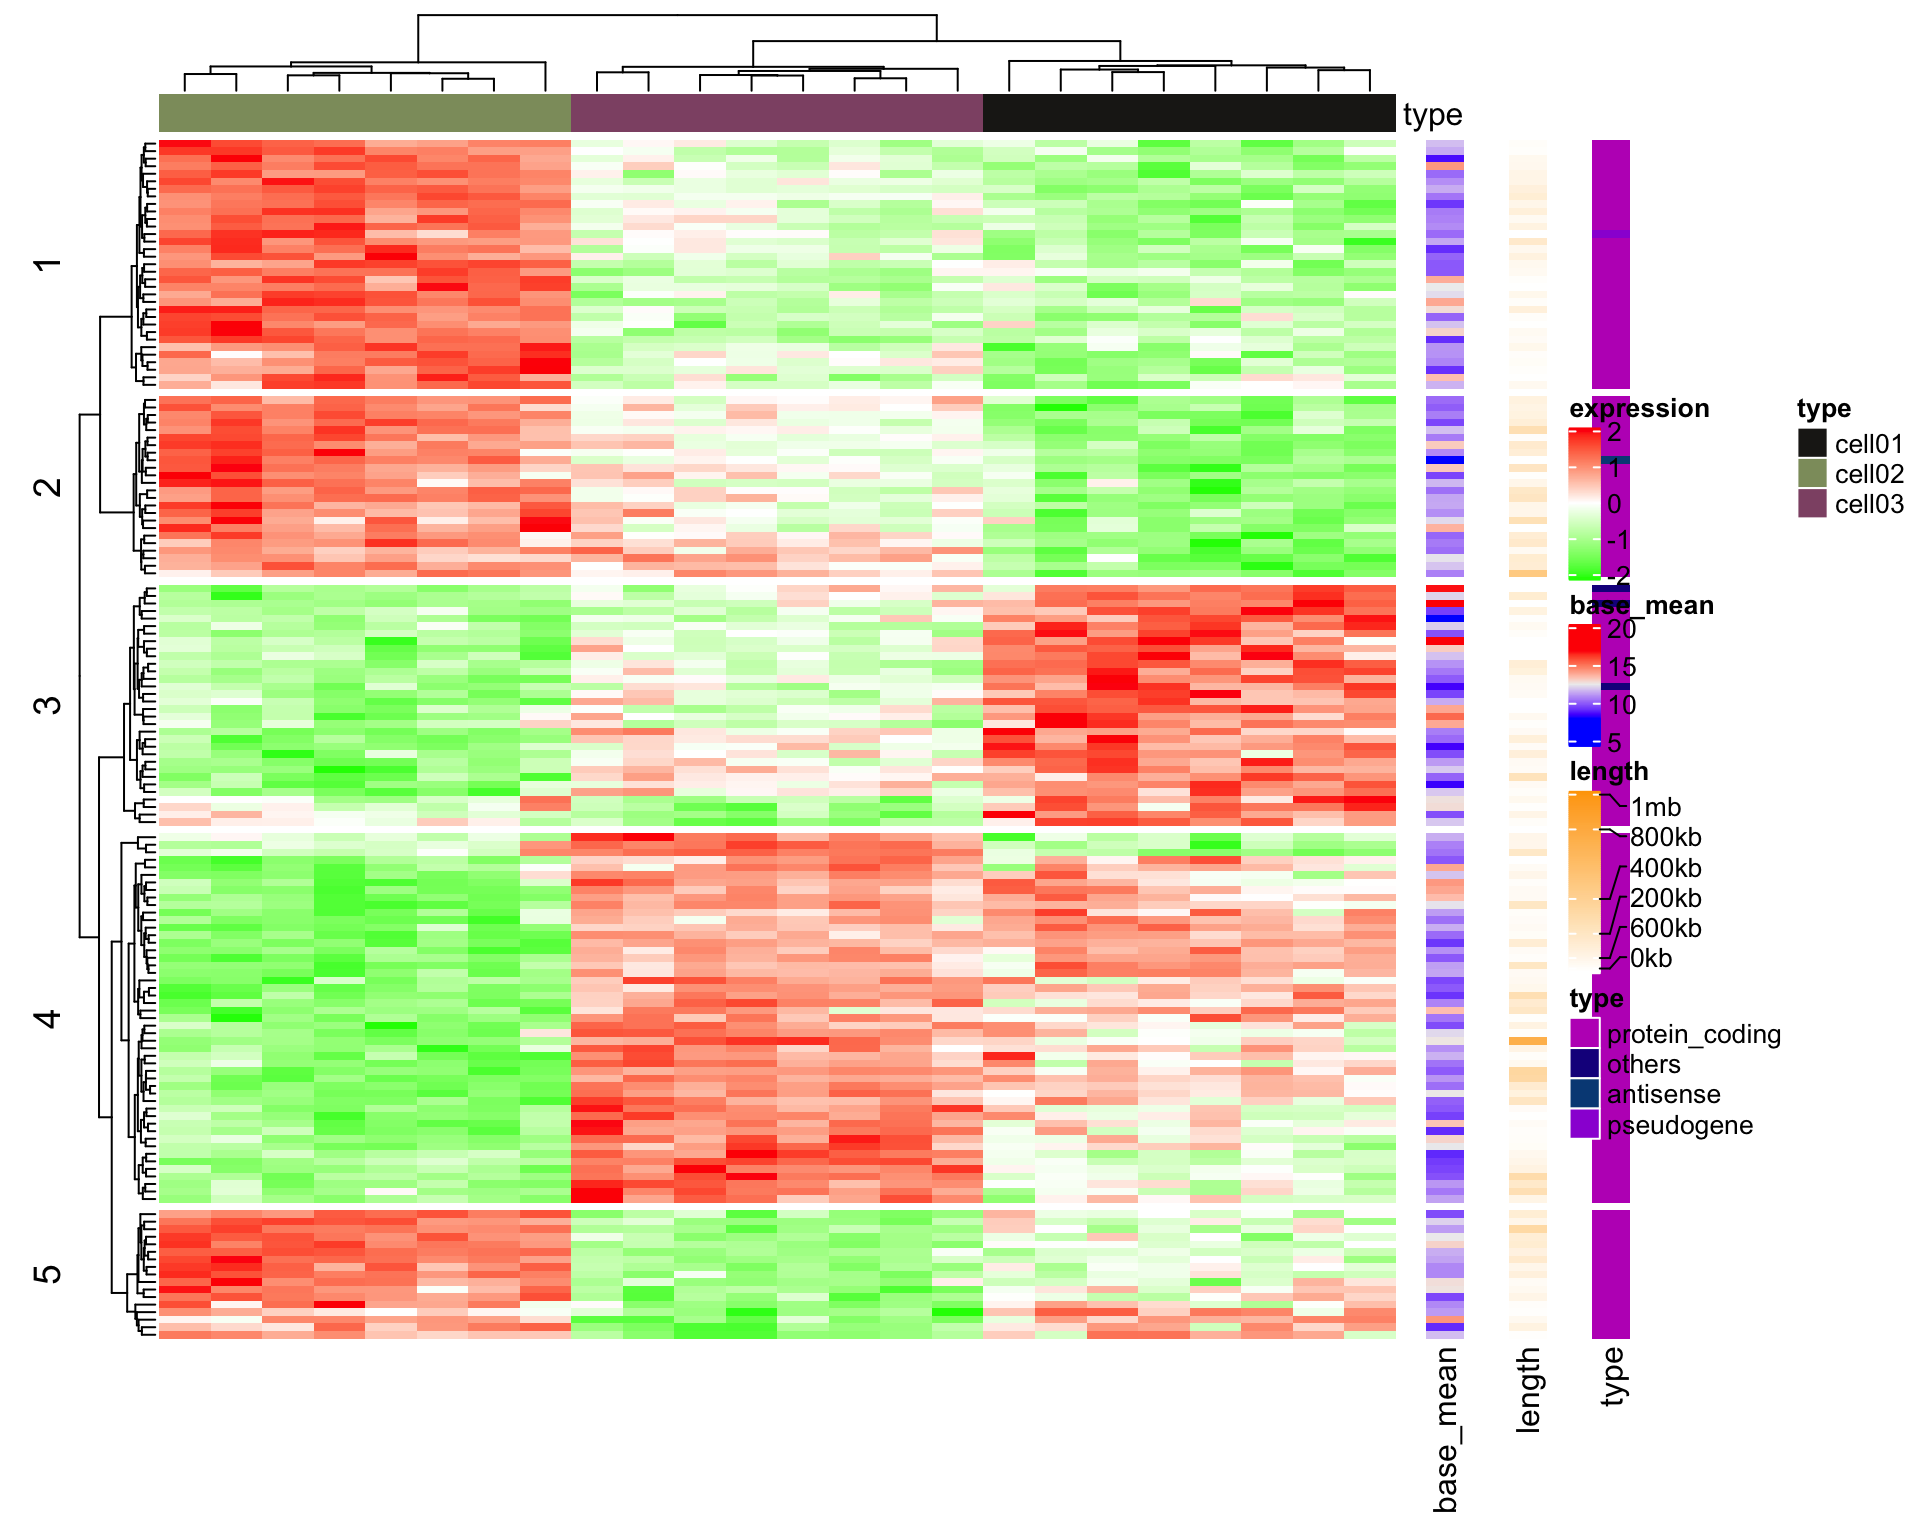 type
1
2
3
4
5
expression
2
1
0
-1
-2
base_mean
20
15
10
5
length
1mb
800kb
400kb
200kb
600kb
0kb
type
protein_coding
others
antisense
pseudogene
type
cell01
cell02
cell03
base_mean
length
type